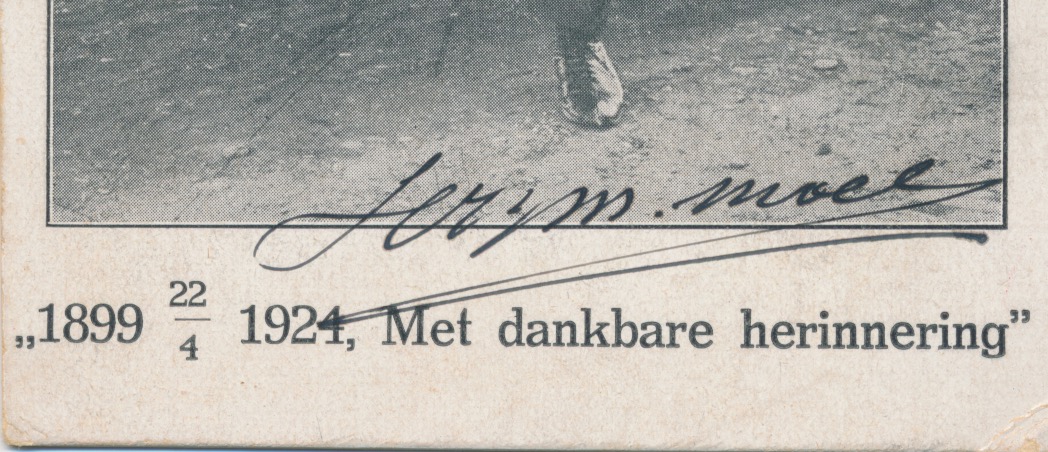 „1899 22/4 1924, Met dankbare herinnering”